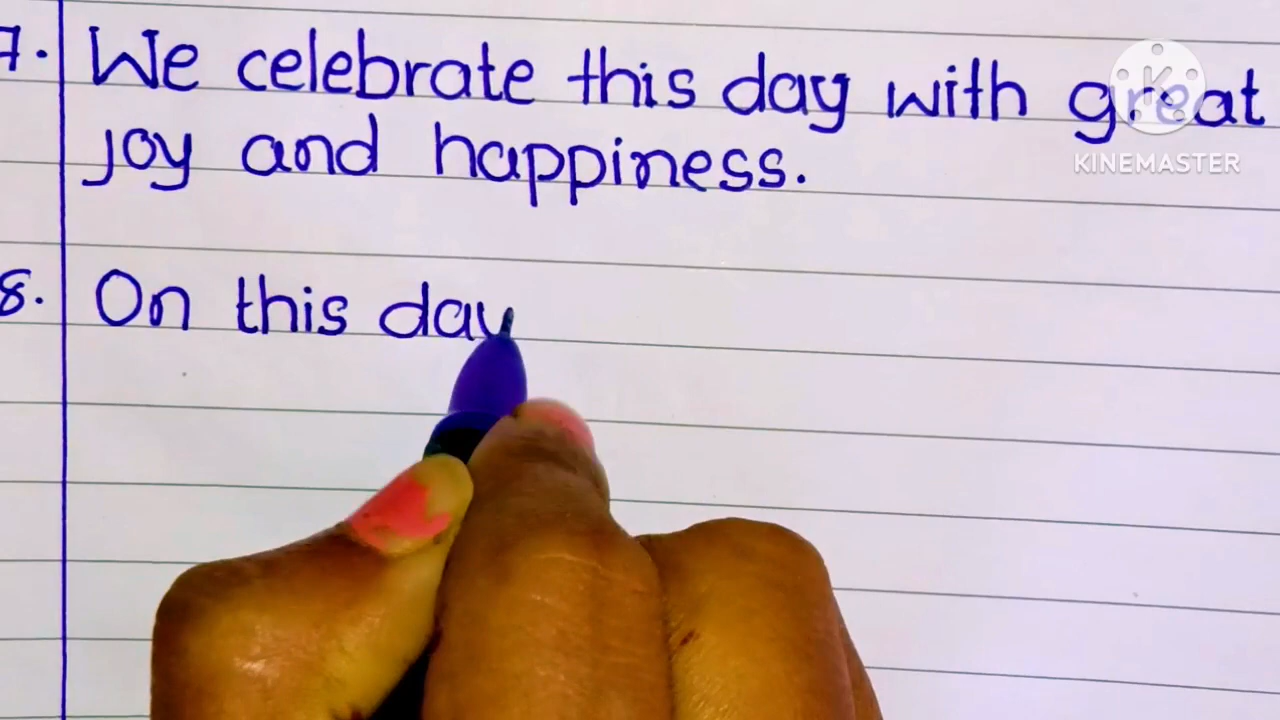 7. We celebrate this day with great
joy and happiness.
8. On this day
KINEMASTER